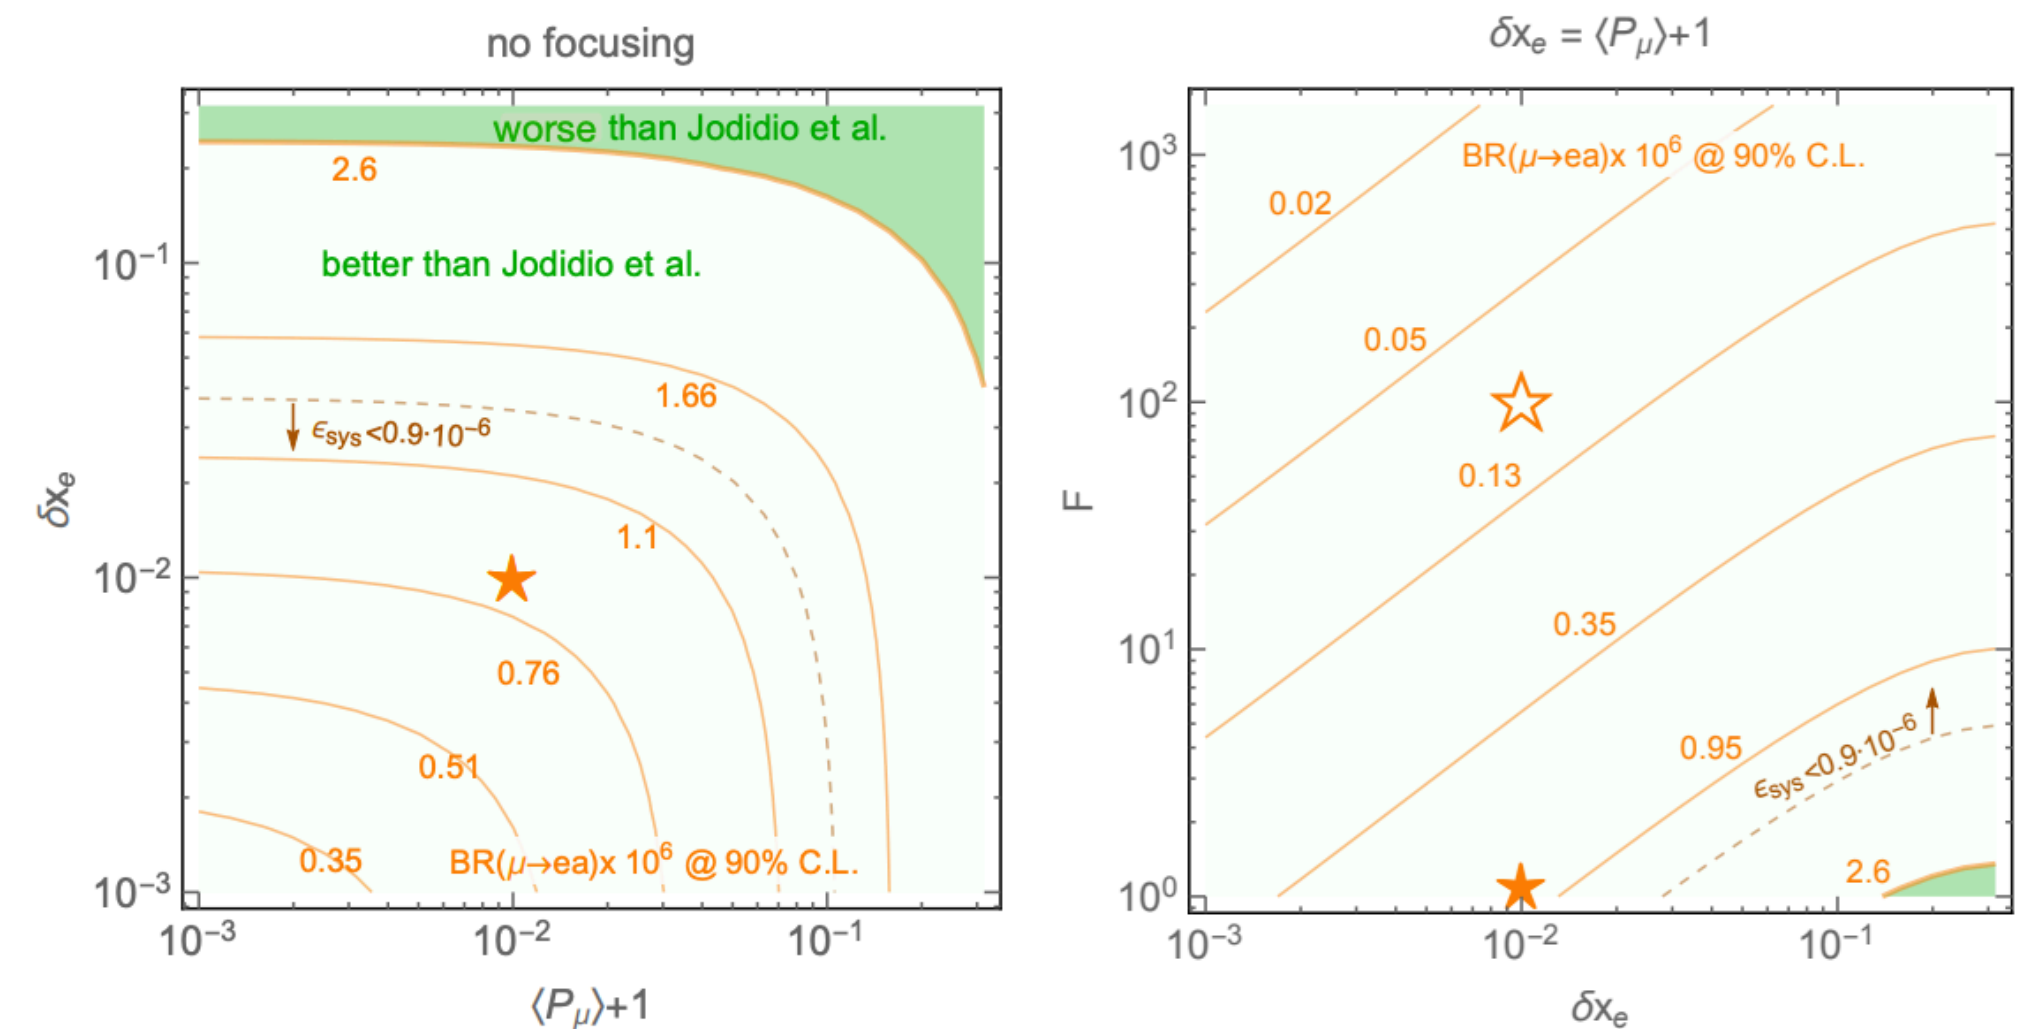 no focusing
worse than Jodidio et al.
2.6
better than Jodidio et al.
1.66
ϵsys<0.9·10⁻⁶
1.1
0.76
0.51
0.35
BR(μ→ea)x 10⁶ @ 90% C.L.
10⁻¹
10⁻²
10⁻³
δxₑ
10⁻³
10⁻²
10⁻¹
⟨Pμ⟩+1
δxₑ = ⟨Pμ⟩+1
BR(μ→ea)x 10⁶ @ 90% C.L.
0.02
0.05
0.13
0.35
0.95
ϵsys<0.9·10⁻⁶
2.6
10³
10²
10¹
10⁰
F
10⁻³
10⁻²
10⁻¹
δxₑ